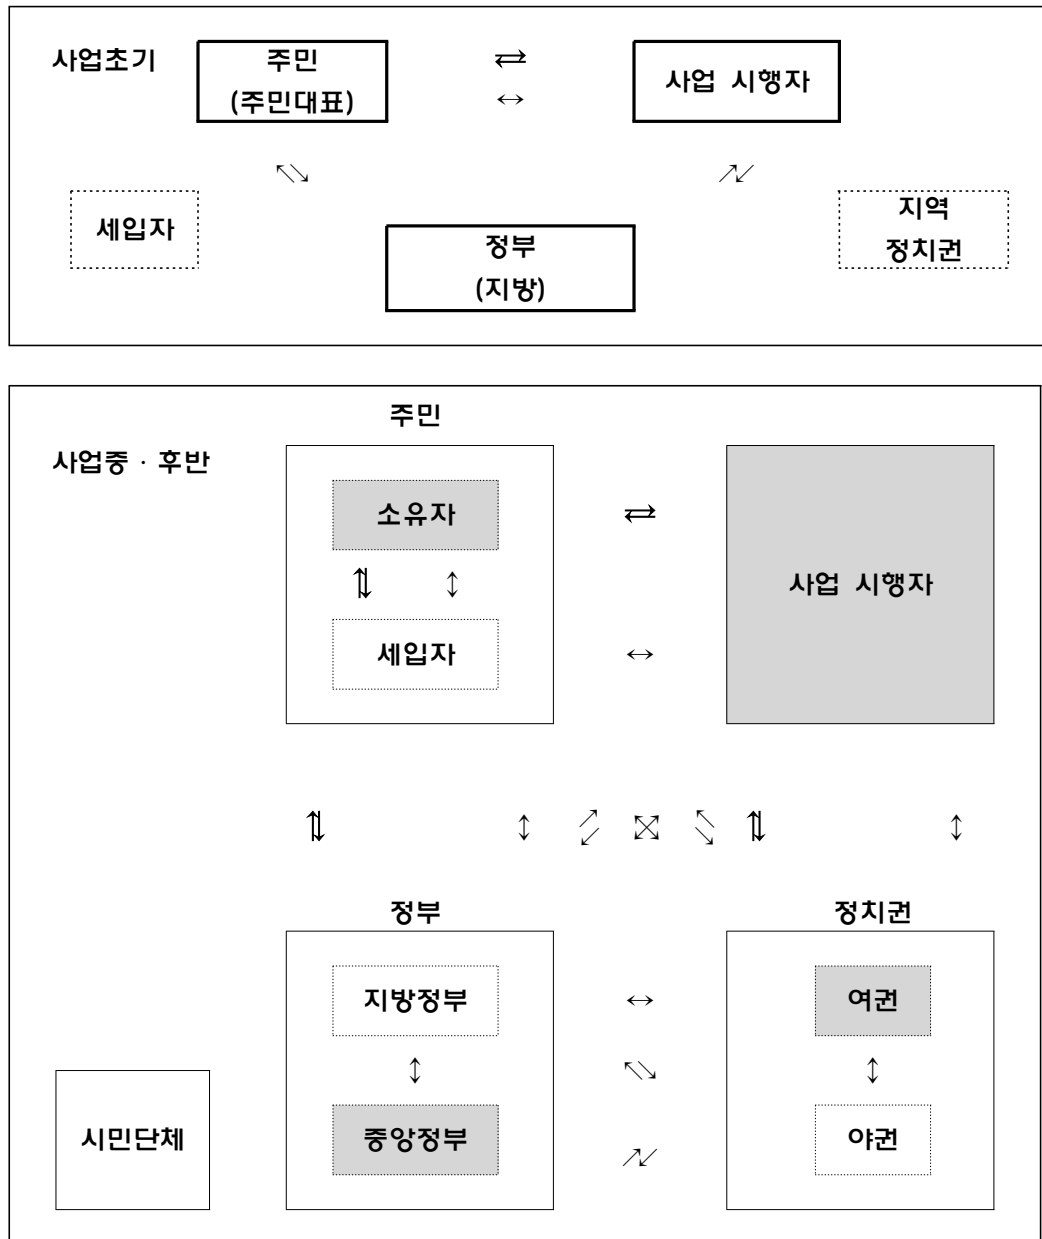 사업초기
주민
(주민대표)
⇄
↔
사업 시행자
세입자
정부
(지방)
지역
정치권
주민
사업중 · 후반
소유자
세입자
⇄
↔
사업 시행자
정부
지방정부
중앙정부
정치권
여권
야권
시민단체